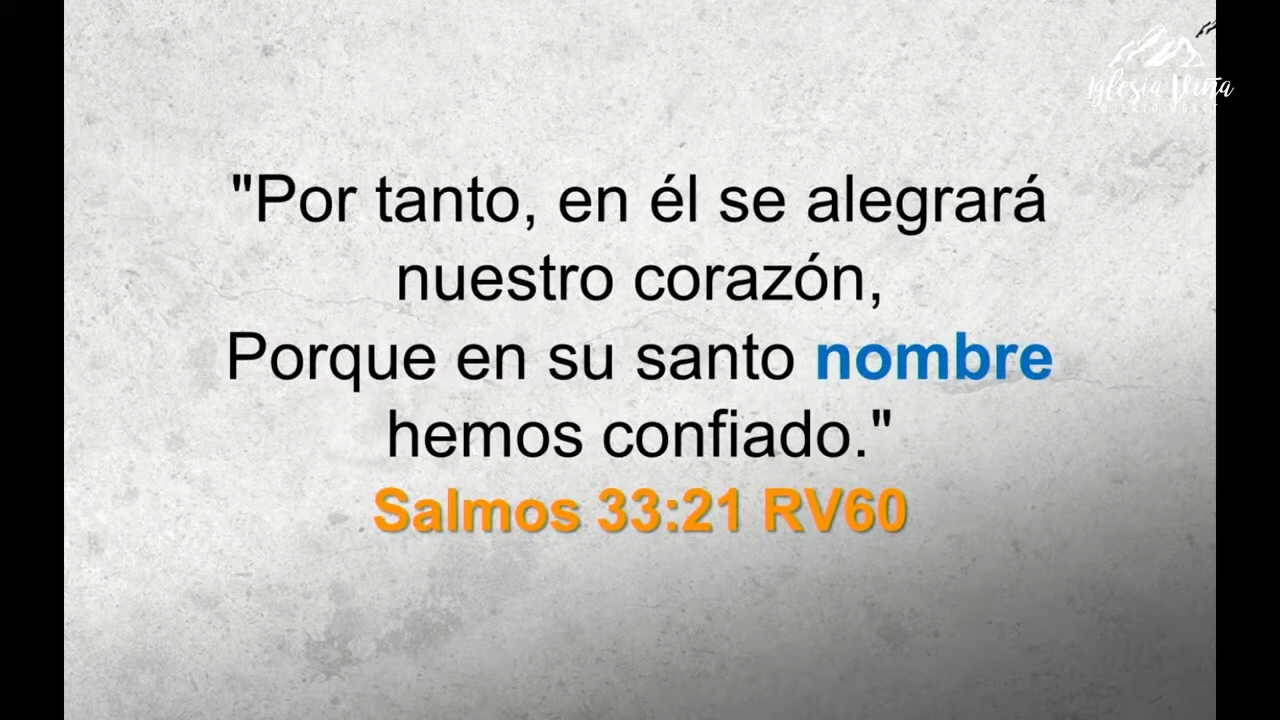 Iglesia
"Por tanto, en él se alegrará
nuestro corazón,
Porque en su santo nombre
hemos confiado."
Salmos 33:21 RV60